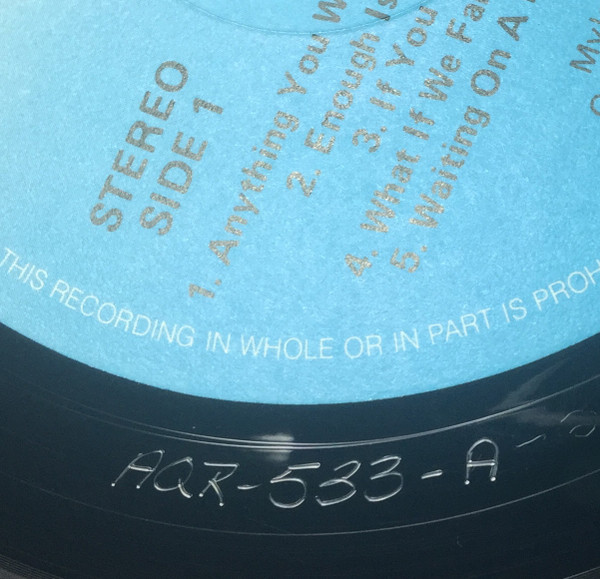 STEREO
SIDE 1
1. Anything You
2. Enough Is
3. If You
4. What If We
5. Waiting On A
THIS RECORDING IN WHOLE OR IN PART IS
AQR-533-A-